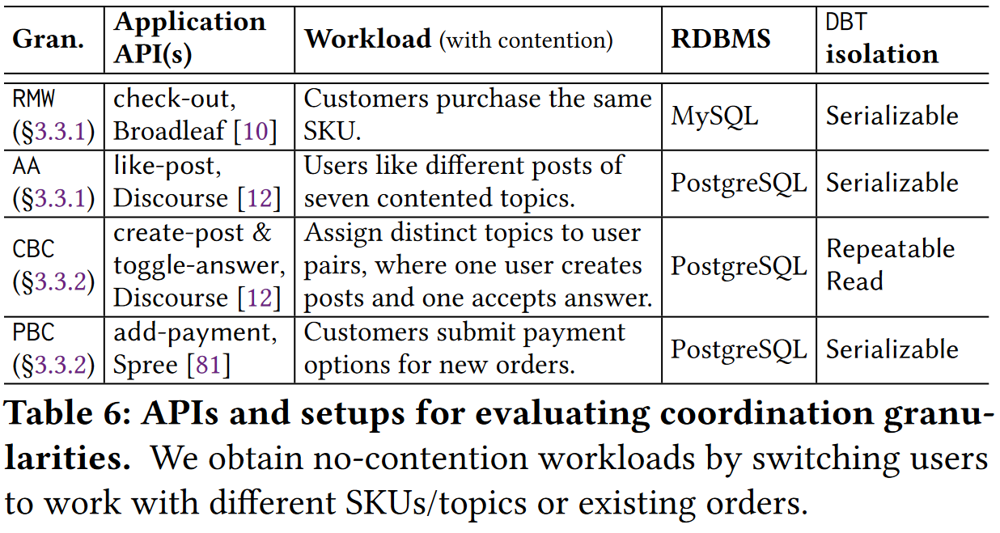 Gran. Application API(s) Workload (with contention) RDBMS DBT isolation
RMW (§3.3.1) check-out, Broadleaf [10] Customers purchase the same SKU. MySQL Serializable
AA (§3.3.1) like-post, Discourse [12] Users like different posts of seven contented topics. PostgreSQL Serializable
CBC (§3.3.2) create-post & toggle-answer, Discourse [12] Assign distinct topics to user pairs, where one user creates posts and one accepts answer. PostgreSQL Repeatable Read
PBC (§3.3.2) add-payment, Spree [81] Customers submit payment options for new orders. PostgreSQL Serializable
Table 6: APIs and setups for evaluating coordination granu-
larities. We obtain no-contention workloads by switching users
to work with different SKUs/topics or existing orders.